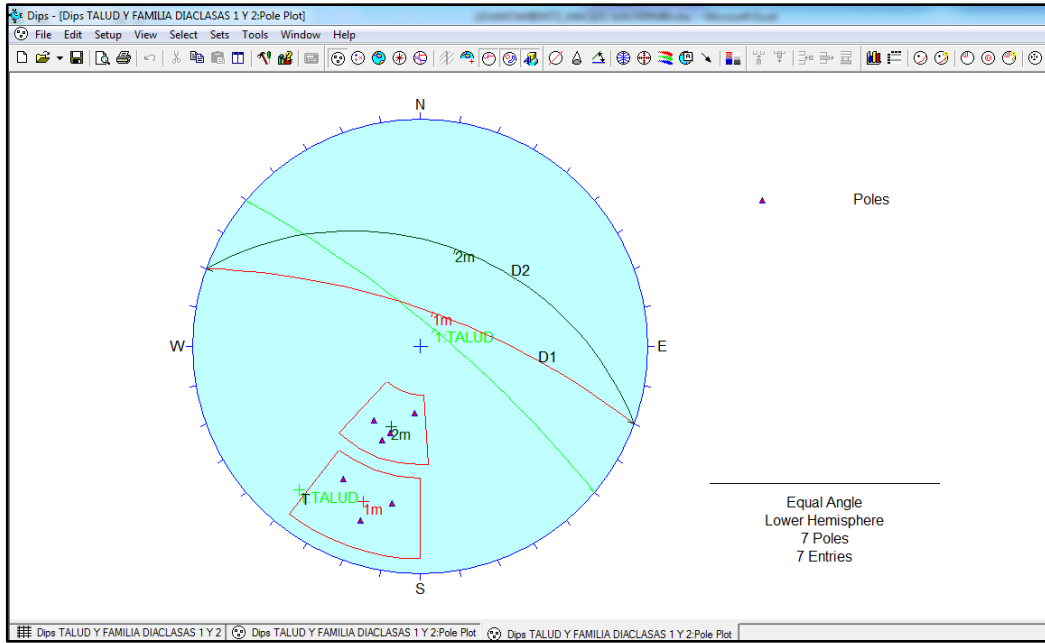 Dips - [Dips TALUD Y FAMILIA DIACLASAS 1 Y 2:Pole Plot]
File Edit Setup View Select Sets Tools Window Help
N
Poles
2m
D2
1m
1 TALUD
W
E
D1
2m
T
1 TALUD
1m
Equal Angle
Lower Hemisphere
7 Poles
7 Entries
S
Dips TALUD Y FAMILIA DIACLASAS 1 Y 2 Dips TALUD Y FAMILIA DIACLASAS 1 Y 2:Pole Plot Dips TALUD Y FAMILIA DIACLASAS 1 Y 2:Pole Plot